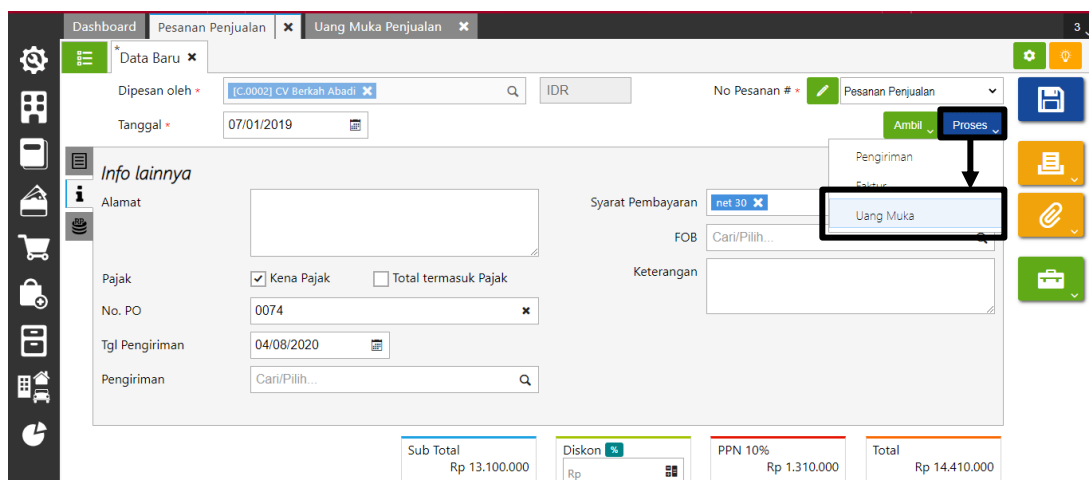 Dashboard Pesanan Penjualan Uang Muka Penjualan 3
*Data Baru
Dipesan oleh * [C.0002] CV Berkah Abadi IDR No Pesanan # * Pesanan Penjualan
Tanggal * 07/01/2019 Ambil Proses
Pengiriman
Faktur
Uang Muka
Info lainnya
Alamat Syarat Pembayaran net 30
FOB Cari/Pilih...
Pajak Kena Pajak Total termasuk Pajak Keterangan
No. PO 0074
Tgl Pengiriman 04/08/2020
Pengiriman Cari/Pilih...
Sub Total Diskon % PPN 10% Total
Rp 13.100.000 Rp Rp 1.310.000 Rp 14.410.000